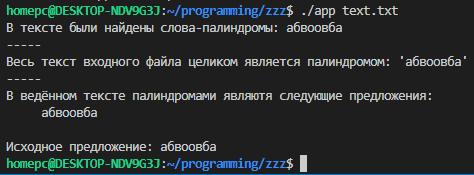 homepc@DESKTOP-NDV9G3J:~/programming/zzz$ ./app text.txt
В тексте были найдены слова-палиндромы: абвоовба
-----
Весь текст входного файла целиком является палиндромом: 'абвоовба'
-----
В ведённом тексте палиндромами являютя следующие предложения:
абвоовба
Исходное предложение: абвоовба
homepc@DESKTOP-NDV9G3J:~/programming/zzz$